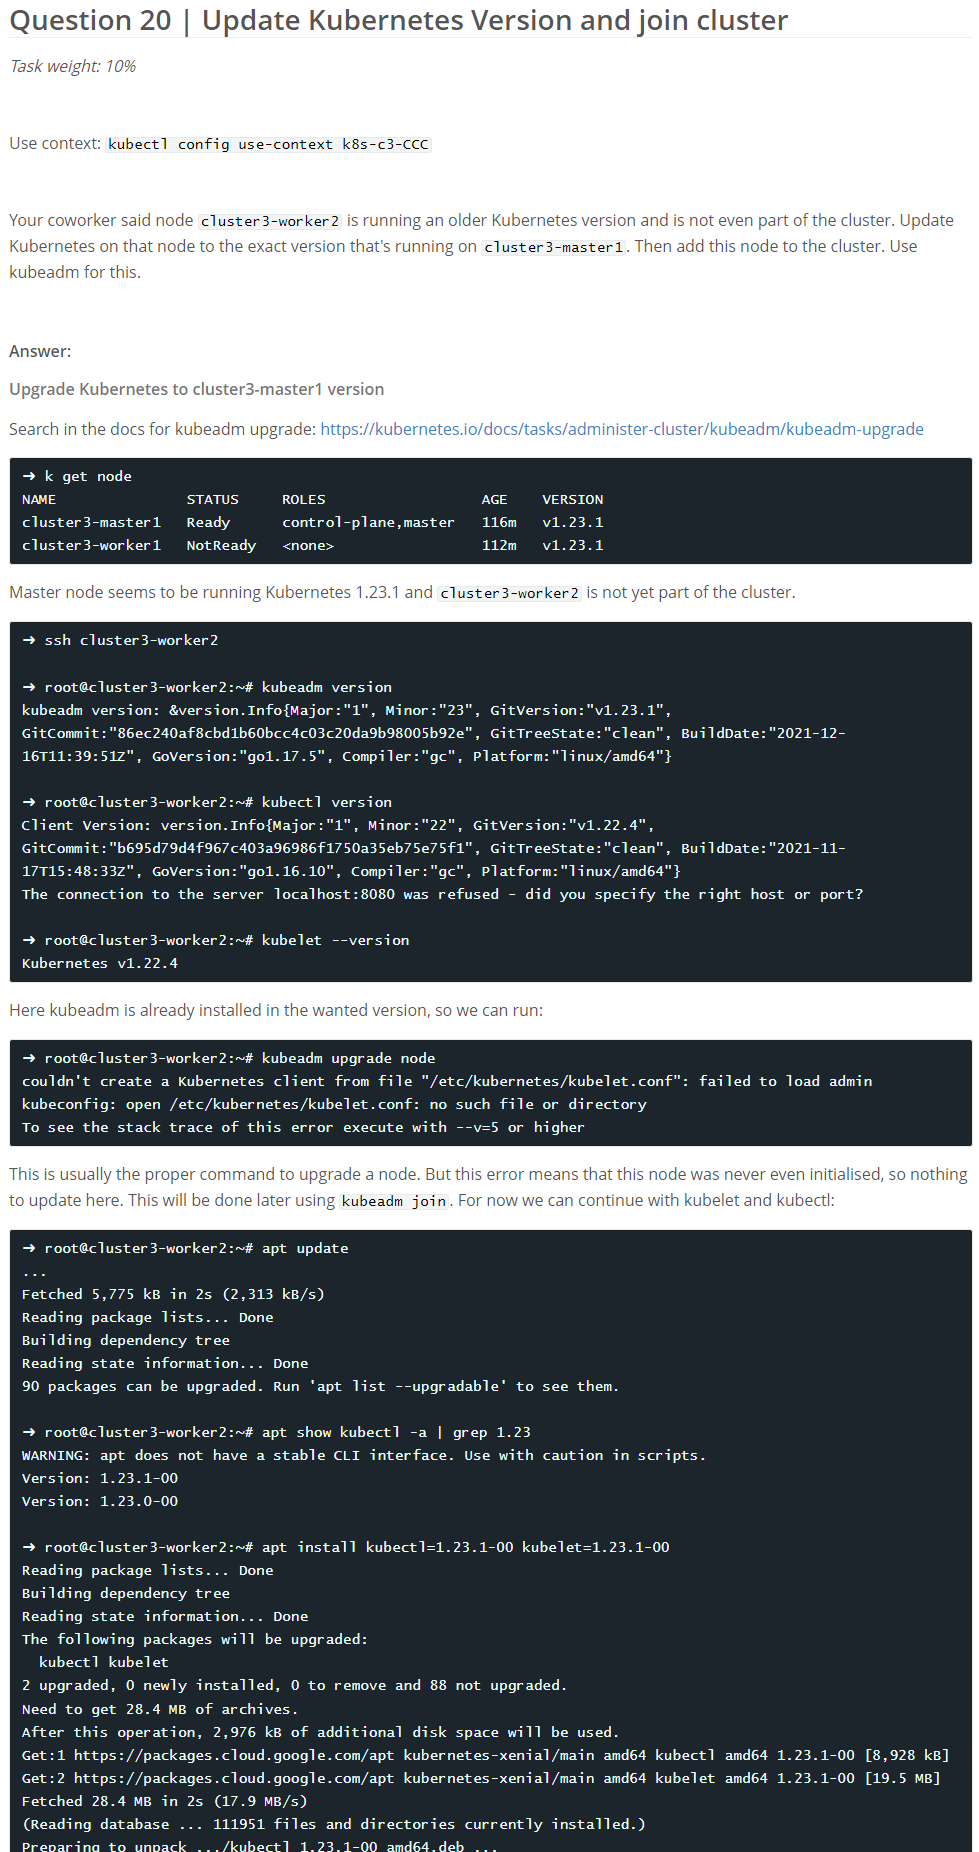 Question 20 | Update Kubernetes Version and join cluster
Task weight: 10%
Use context: kubectl config use-context k8s-c3-CCC
Your coworker said node cluster3-worker2 is running an older Kubernetes version and is not even part of the cluster. Update
Kubernetes on that node to the exact version that's running on cluster3-master1. Then add this node to the cluster. Use
kubeadm for this.
Answer:
Upgrade Kubernetes to cluster3-master1 version
Search in the docs for kubeadm upgrade: https://kubernetes.io/docs/tasks/administer-cluster/kubeadm/kubeadm-upgrade
➜ k get node
NAME STATUS ROLES AGE VERSION
cluster3-master1 Ready control-plane,master 116m v1.23.1
cluster3-worker1 NotReady <none> 112m v1.23.1
Master node seems to be running Kubernetes 1.23.1 and cluster3-worker2 is not yet part of the cluster.
➜ ssh cluster3-worker2
➜ root@cluster3-worker2:~# kubeadm version
kubeadm version: &version.Info{Major:"1", Minor:"23", GitVersion:"v1.23.1",
GitCommit:"86ec240af8cbd1b60bcc4c03c20da9b98005b92e", GitTreeState:"clean", BuildDate:"2021-12-
16T11:39:51Z", GoVersion:"go1.17.5", Compiler:"gc", Platform:"linux/amd64"}
➜ root@cluster3-worker2:~# kubectl version
Client Version: version.Info{Major:"1", Minor:"22", GitVersion:"v1.22.4",
GitCommit:"b695d79d4f967c403a96986f1750a35eb75e75f1", GitTreeState:"clean", BuildDate:"2021-11-
17T15:48:33Z", GoVersion:"go1.16.10", Compiler:"gc", Platform:"linux/amd64"}
The connection to the server localhost:8080 was refused - did you specify the right host or port?
➜ root@cluster3-worker2:~# kubelet --version
Kubernetes v1.22.4
Here kubeadm is already installed in the wanted version, so we can run:
➜ root@cluster3-worker2:~# kubeadm upgrade node
couldn't create a Kubernetes client from file "/etc/kubernetes/kubelet.conf": failed to load admin
kubeconfig: open /etc/kubernetes/kubelet.conf: no such file or directory
To see the stack trace of this error execute with --v=5 or higher
This is usually the proper command to upgrade a node. But this error means that this node was never even initialised, so nothing
to update here. This will be done later using kubeadm join. For now we can continue with kubelet and kubectl:
➜ root@cluster3-worker2:~# apt update
...
Fetched 5,775 kB in 2s (2,313 kB/s)
Reading package lists... Done
Building dependency tree
Reading state information... Done
90 packages can be upgraded. Run 'apt list --upgradable' to see them.
➜ root@cluster3-worker2:~# apt show kubectl -a | grep 1.23
WARNING: apt does not have a stable CLI interface. Use with caution in scripts.
Version: 1.23.1-00
Version: 1.23.0-00
➜ root@cluster3-worker2:~# apt install kubectl=1.23.1-00 kubelet=1.23.1-00
Reading package lists... Done
Building dependency tree
Reading state information... Done
The following packages will be upgraded:
kubectl kubelet
2 upgraded, 0 newly installed, 0 to remove and 88 not upgraded.
Need to get 28.4 MB of archives.
After this operation, 2,976 kB of additional disk space will be used.
Get:1 https://packages.cloud.google.com/apt kubernetes-xenial/main amd64 kubectl amd64 1.23.1-00 [8,928 kB]
Get:2 https://packages.cloud.google.com/apt kubernetes-xenial/main amd64 kubelet amd64 1.23.1-00 [19.5 MB]
Fetched 28.4 MB in 2s (17.9 MB/s)
(Reading database ... 111951 files and directories currently installed.)
Preparing to unpack .../kubectl_1.23.1-00_amd64.deb ...